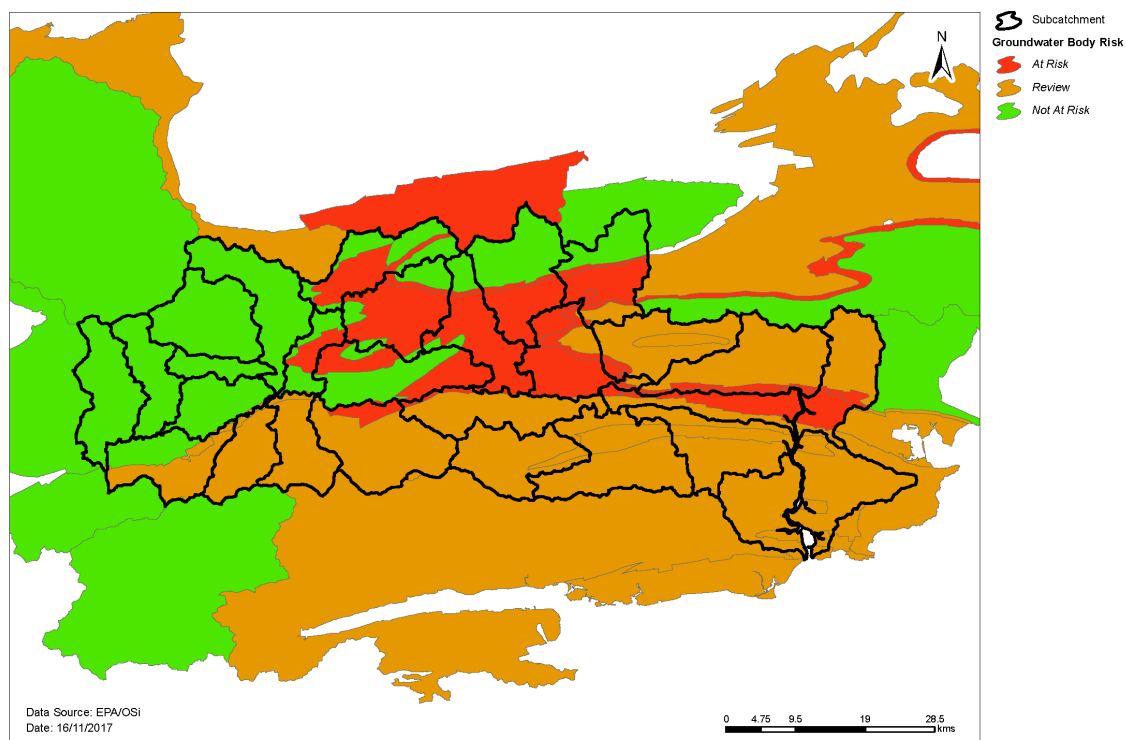 Subcatchment
Groundwater Body Risk
At Risk
Review
Not At Risk
N
Data Source: EPA/OSi
Date: 16/11/2017
0 4.75 9.5 19 28.5
kms